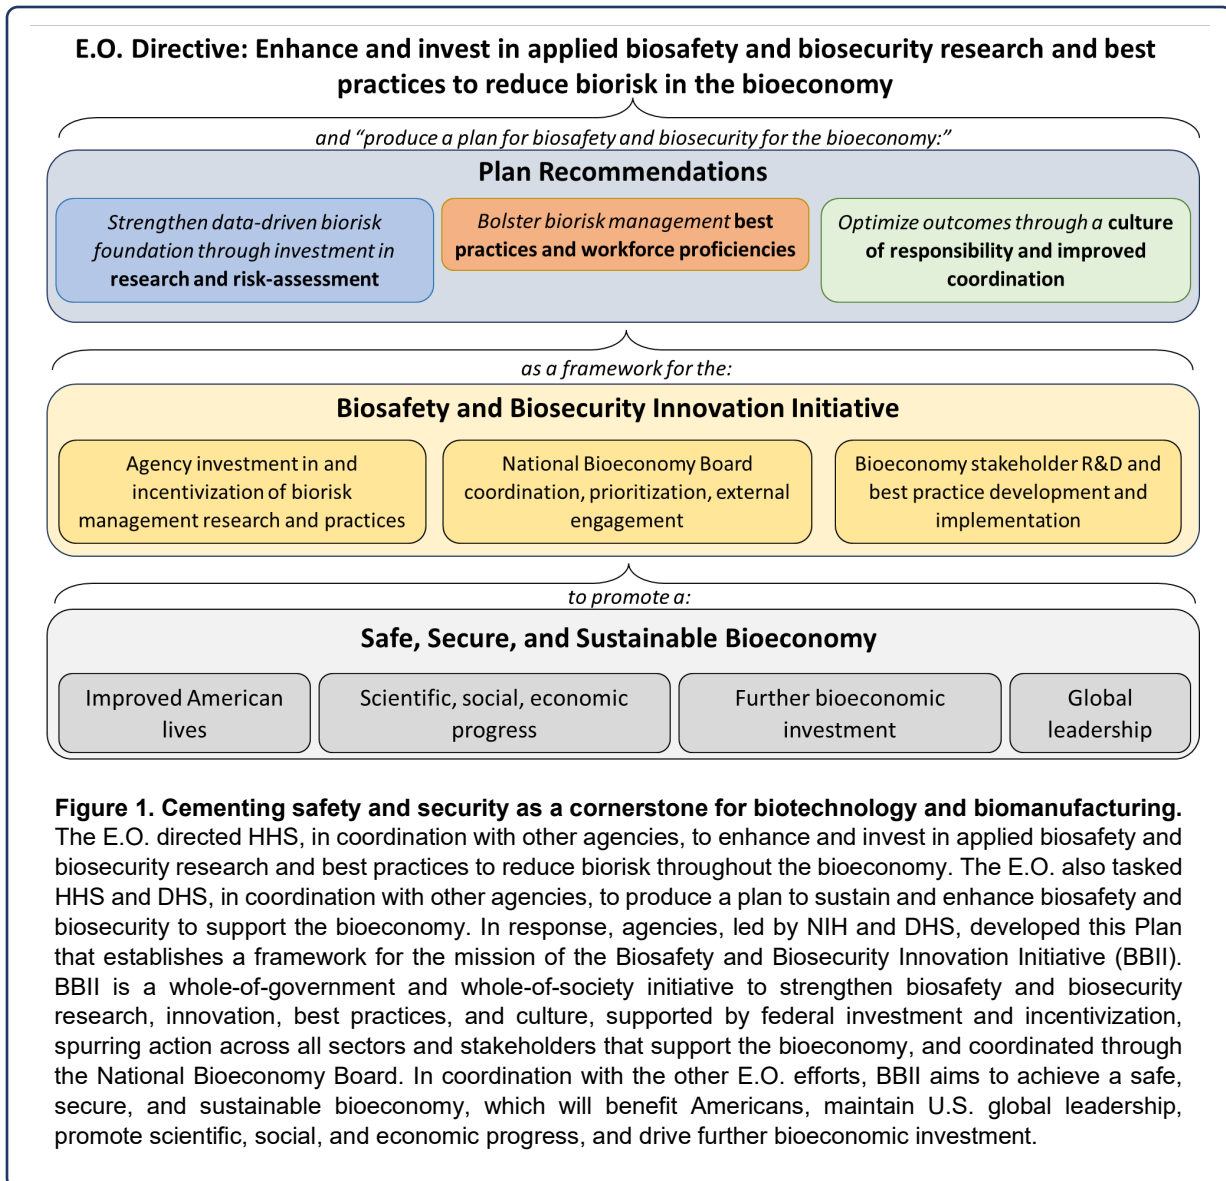 E.O. Directive: Enhance and invest in applied biosafety and biosecurity research and best
practices to reduce biorisk in the bioeconomy
and “produce a plan for biosafety and biosecurity for the bioeconomy:”
Plan Recommendations
Strengthen data-driven biorisk
foundation through investment in
research and risk-assessment
Bolster biorisk management best
practices and workforce proficiencies
Optimize outcomes through a culture
of responsibility and improved
coordination
as a framework for the:
Biosafety and Biosecurity Innovation Initiative
Agency investment in and
incentivization of biorisk
management research and practices
National Bioeconomy Board
coordination, prioritization, external
engagement
Bioeconomy stakeholder R&D and
best practice development and
implementation
to promote a:
Safe, Secure, and Sustainable Bioeconomy
Improved American
lives
Scientific, social, economic
progress
Further bioeconomic
investment
Global
leadership
Figure 1. Cementing safety and security as a cornerstone for biotechnology and biomanufacturing.
The E.O. directed HHS, in coordination with other agencies, to enhance and invest in applied biosafety and
biosecurity research and best practices to reduce biorisk throughout the bioeconomy. The E.O. also tasked
HHS and DHS, in coordination with other agencies, to produce a plan to sustain and enhance biosafety and
biosecurity to support the bioeconomy. In response, agencies, led by NIH and DHS, developed this Plan
that establishes a framework for the mission of the Biosafety and Biosecurity Innovation Initiative (BBII).
BBII is a whole-of-government and whole-of-society initiative to strengthen biosafety and biosecurity
research, innovation, best practices, and culture, supported by federal investment and incentivization,
spurring action across all sectors and stakeholders that support the bioeconomy, and coordinated through
the National Bioeconomy Board. In coordination with the other E.O. efforts, BBII aims to achieve a safe,
secure, and sustainable bioeconomy, which will benefit Americans, maintain U.S. global leadership,
promote scientific, social, and economic progress, and drive further bioeconomic investment.